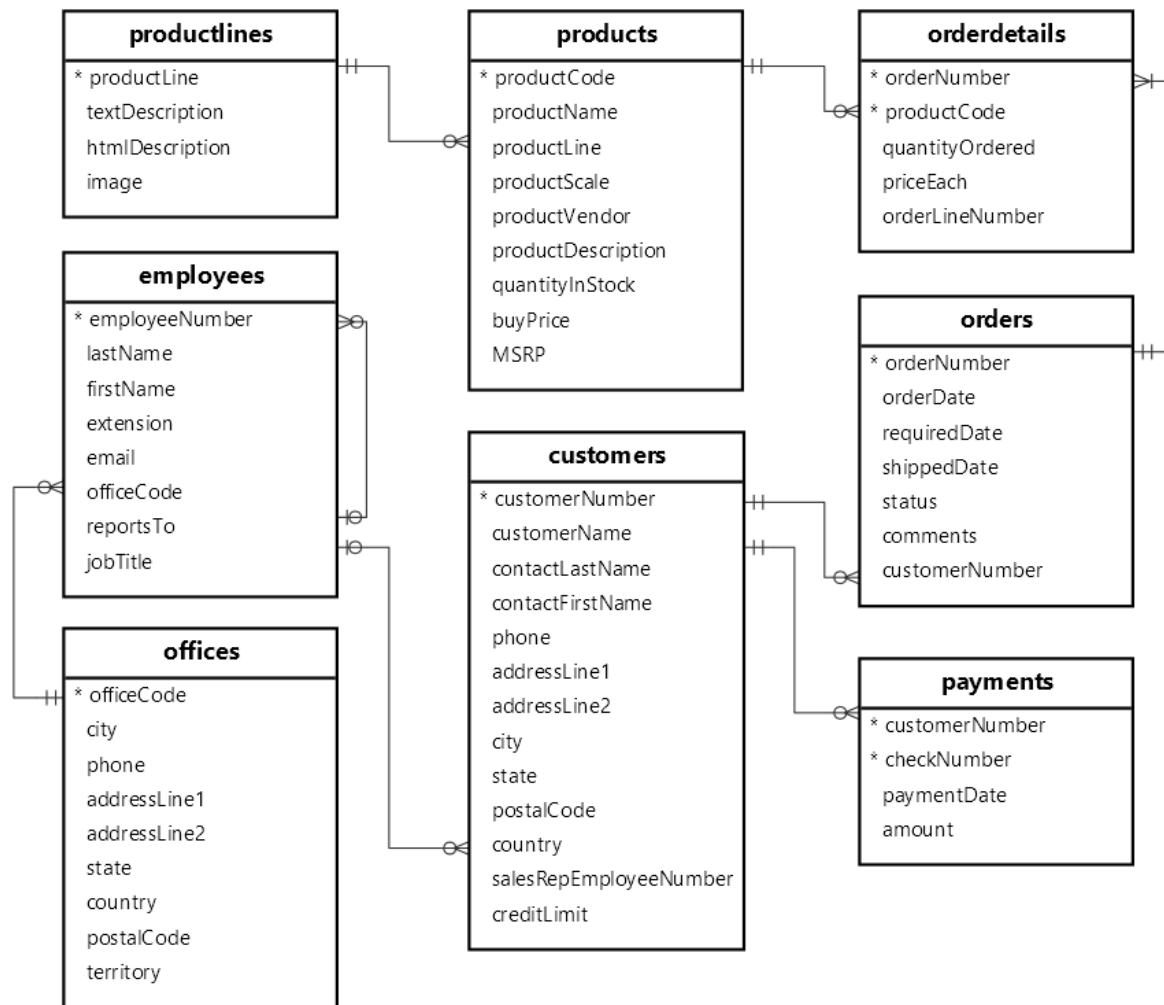 productlines
* productLine
textDescription
htmlDescription
image
products
* productCode
productName
productLine
productScale
productVendor
productDescription
quantityInStock
buyPrice
MSRP
orderdetails
* orderNumber
* productCode
quantityOrdered
priceEach
orderLineNumber
employees
* employeeNumber
lastName
firstName
extension
email
officeCode
reportsTo
jobTitle
customers
* customerNumber
customerName
contactLastName
contactFirstName
phone
addressLine1
addressLine2
city
state
postalCode
country
salesRepEmployeeNumber
creditLimit
orders
* orderNumber
orderDate
requiredDate
shippedDate
status
comments
customerNumber
offices
* officeCode
city
phone
addressLine1
addressLine2
state
country
postalCode
territory
payments
* customerNumber
* checkNumber
paymentDate
amount